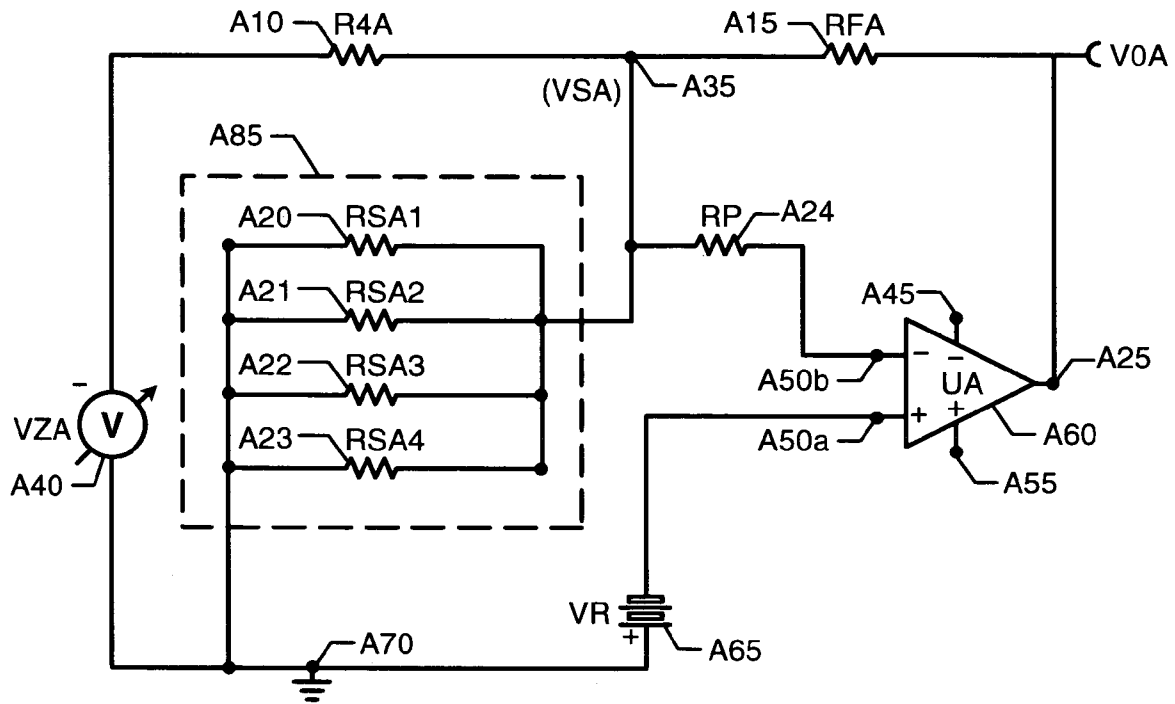 A10 R4A A15 RFA
V0A
(VSA) A35
A85
A20 RSA1 RP A24
A21 RSA2 A45
A22 RSA3 A50b − − UA A25
− VZA V A23 RSA4 A50a + + A60
A40 A55
VR + A65
A70